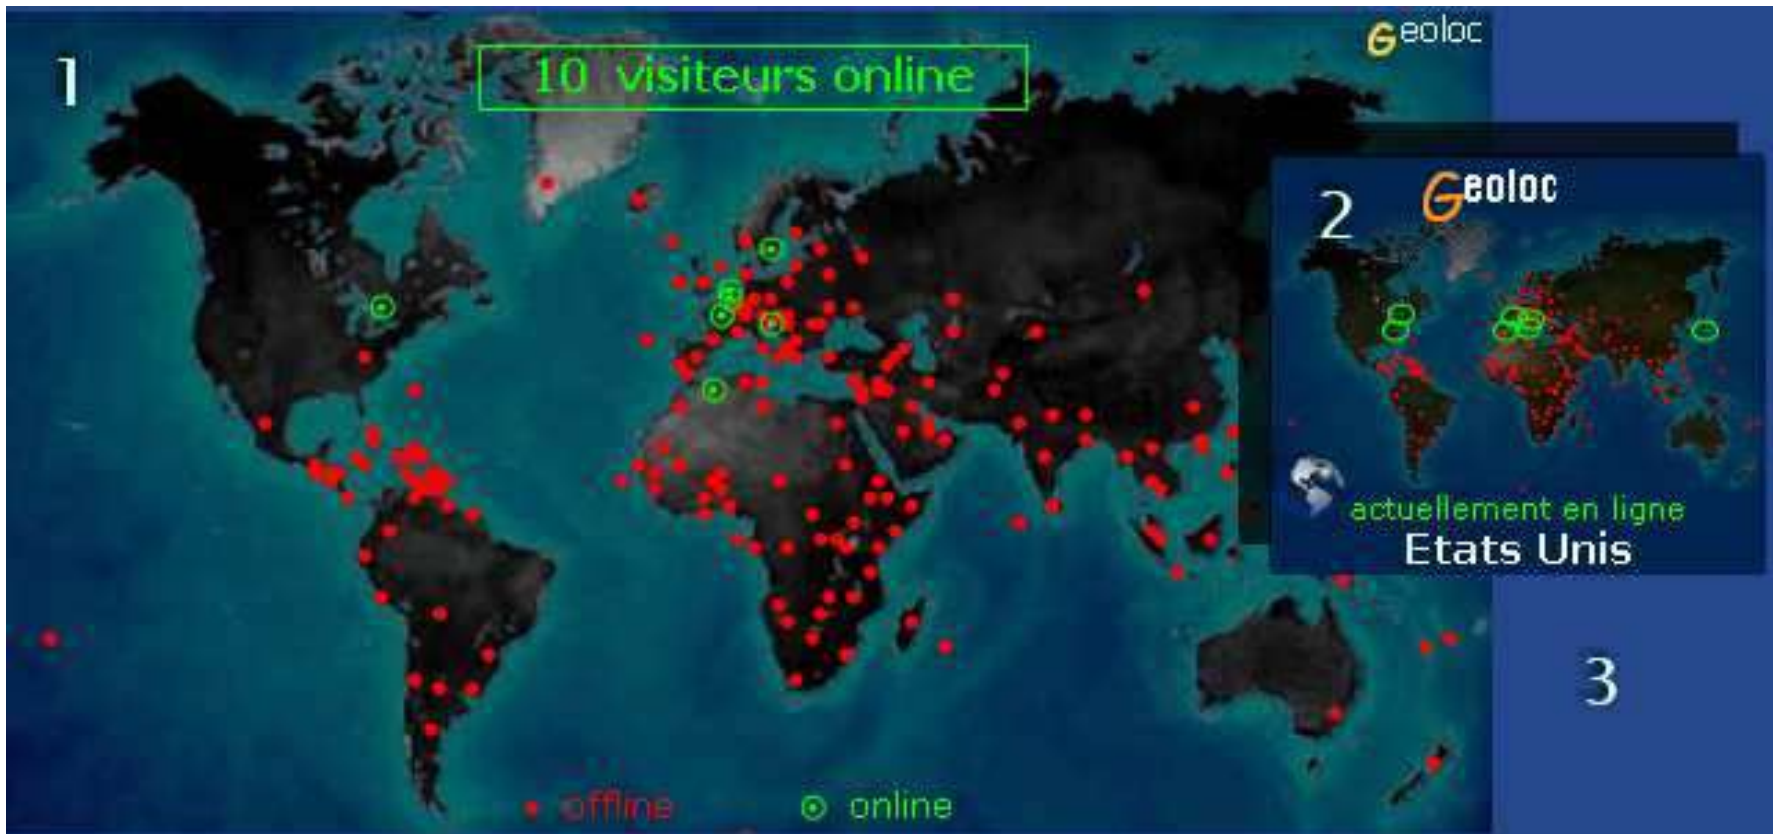 1
10 visiteurs online
Geoloc
2
Geoloc
actuellement en ligne
Etats Unis
3
offline
online